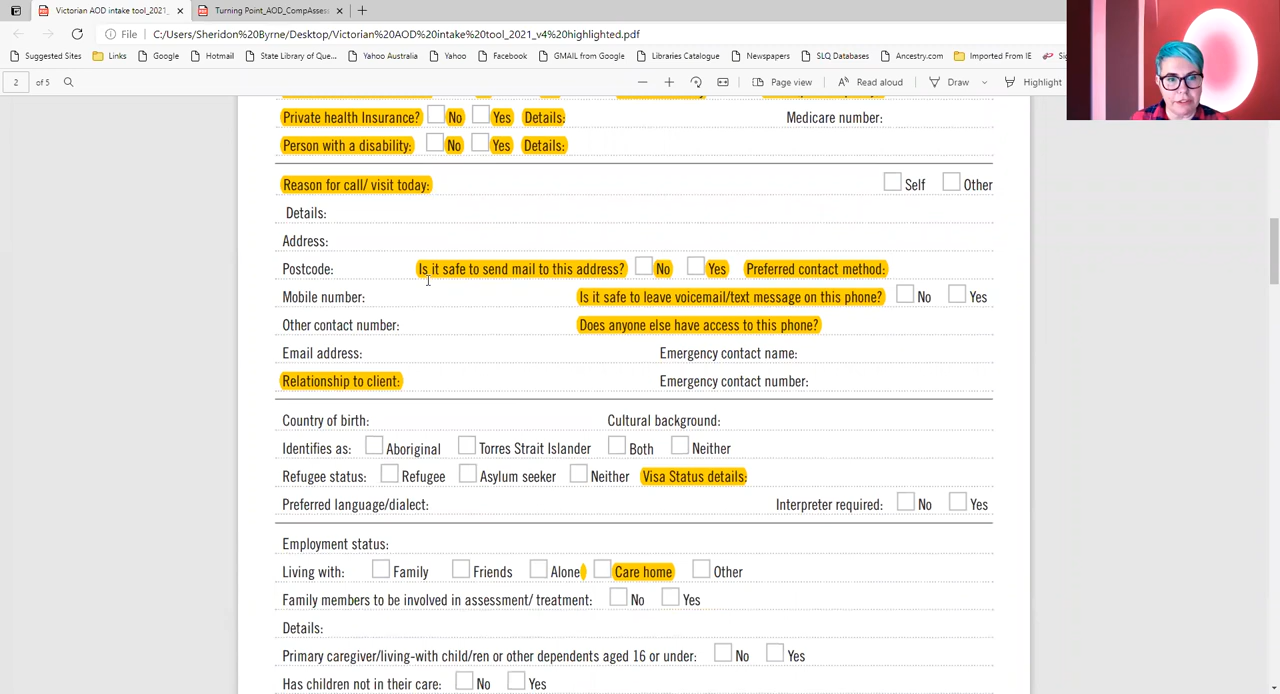 Victorian AOD intake tool_2021_
Turning Point_AOD_CompAsses
File C:/Users/Sheridon%20Byrne/Desktop/Victorian%20AOD%20intake%20tool_2021_v4%20highlighted.pdf
Suggested Sites Links Google Hotmail State Library of Que... Yahoo Australia Yahoo Facebook GMAIL from Google Libraries Catalogue Newspapers SLQ Databases Ancestry.com Imported From IE
2 of 5 Page view Read aloud Draw Highlight
Private health Insurance? No Yes Details: Medicare number:
Person with a disability: No Yes Details:
Reason for call/ visit today: Self Other
Details:
Address:
Postcode: Is it safe to send mail to this address? No Yes Preferred contact method:
Mobile number: Is it safe to leave voicemail/text message on this phone? No Yes
Other contact number: Does anyone else have access to this phone?
Email address: Emergency contact name:
Relationship to client: Emergency contact number:
Country of birth: Cultural background:
Identifies as: Aboriginal Torres Strait Islander Both Neither
Refugee status: Refugee Asylum seeker Neither Visa Status details:
Preferred language/dialect: Interpreter required: No Yes
Employment status:
Living with: Family Friends Alone Care home Other
Family members to be involved in assessment/ treatment: No Yes
Details:
Primary caregiver/living-with child/ren or other dependents aged 16 or under: No Yes
Has children not in their care: No Yes